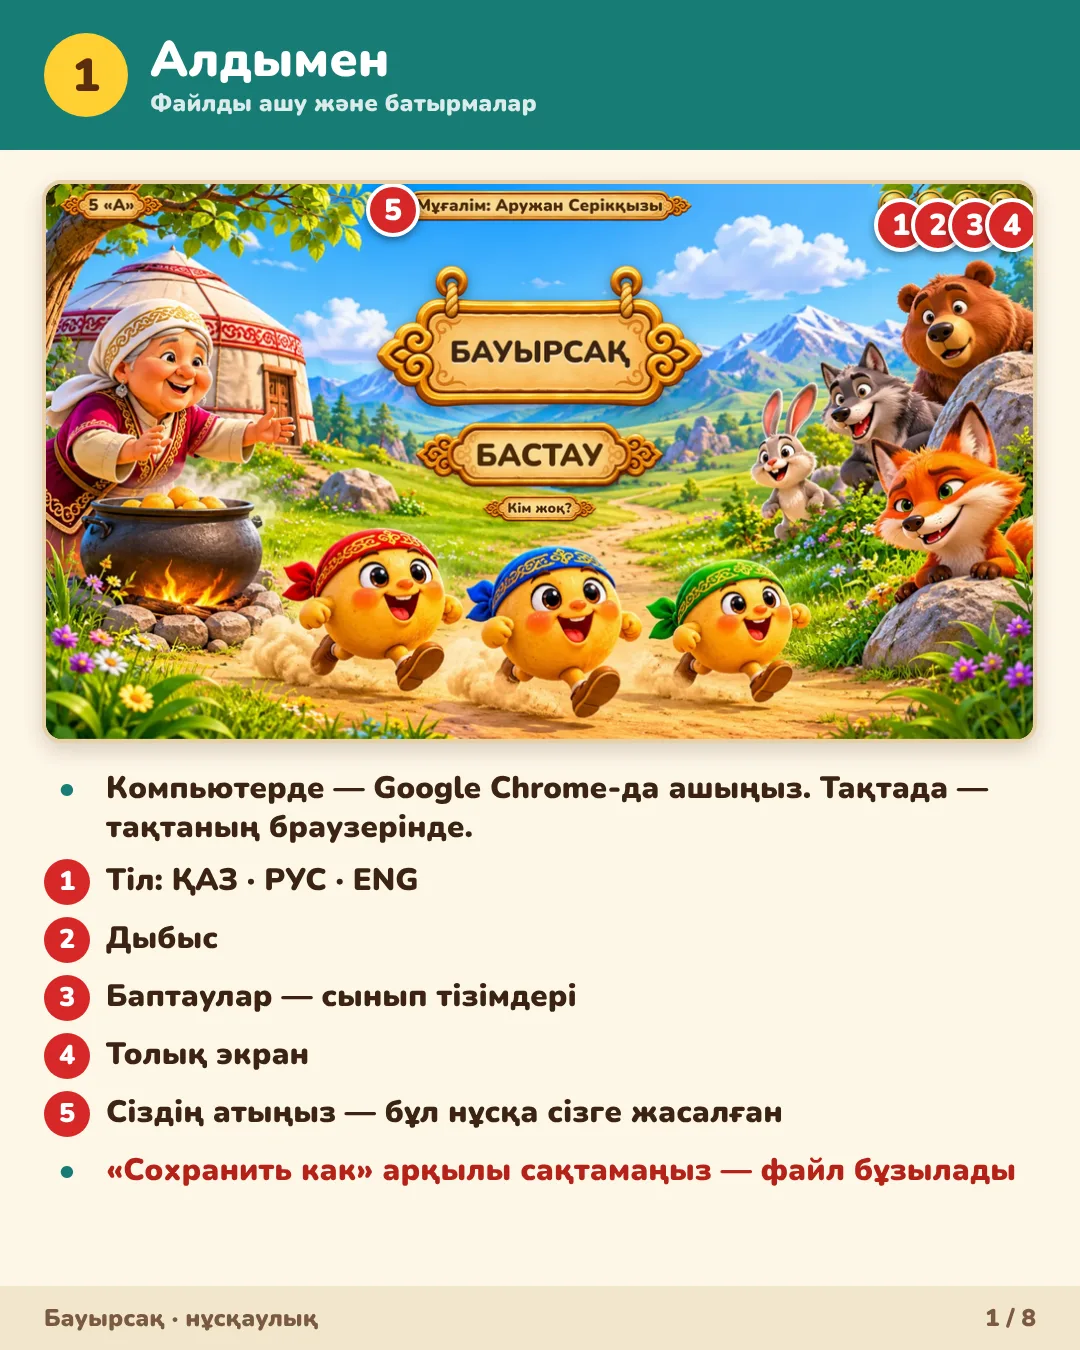 1
Алдымен
Файлды ашу және батырмалар
5 «А»
5
Мұғалім: Аружан Серікқызы
1 2 3 4
БАУЫРСАҚ
БАСТАУ
Кім жоқ?
• Компьютерде — Google Chrome-да ашыңыз. Тақтада —
тақтаның браузерінде.
1 Тіл: ҚАЗ · РУС · ENG
2 Дыбыс
3 Баптаулар — сынып тізімдері
4 Толық экран
5 Сіздің атыңыз — бұл нұсқа сізге жасалған
• «Сохранить как» арқылы сақтамаңыз — файл бұзылады
Бауырсақ · нұсқаулық
1 / 8